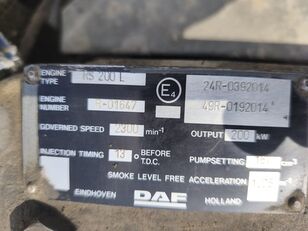 ENGINE TYPE RS 200 L
E4 24R-0392014
ENGINE NUMBER R-01647 49R-0192014
GOVERNED SPEED 2300 min-1 OUTPUT 200 kW
INJECTION TIMING 13° BEFORE T.D.C. PUMPSETTING
SMOKE LEVEL FREE ACCELERATION
EINDHOVEN DAF HOLLAND